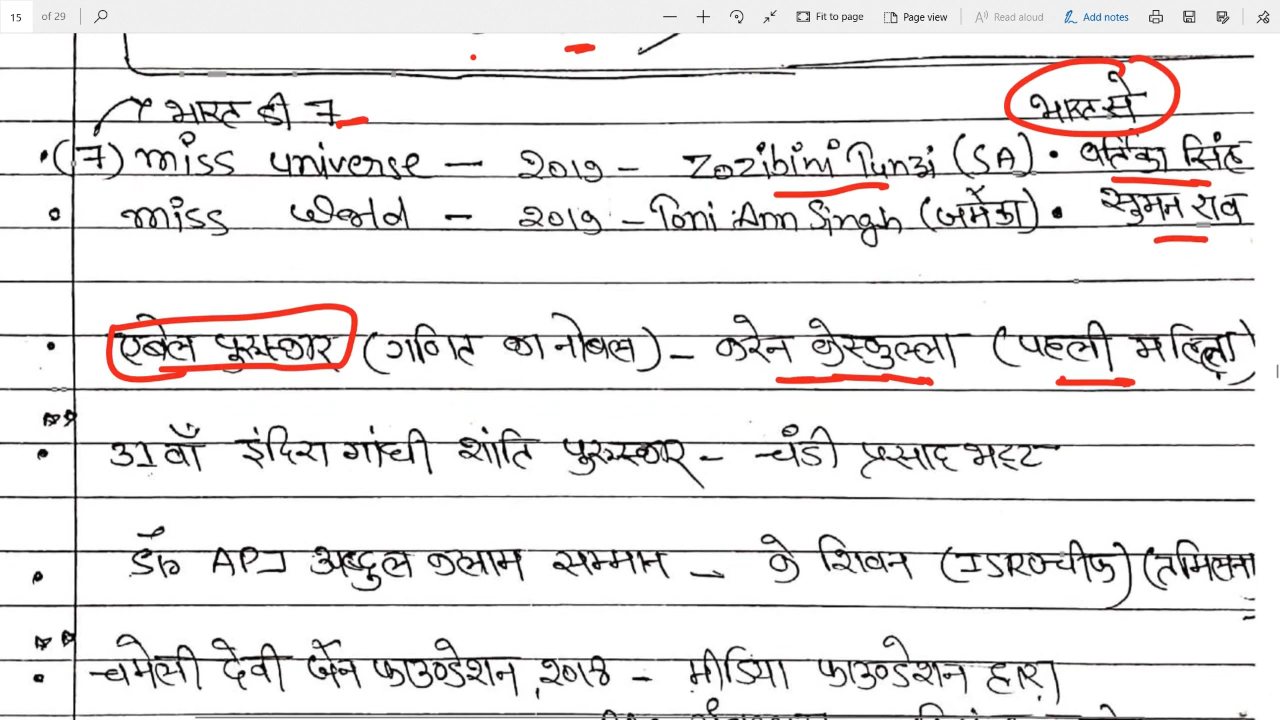 15 of 29 Fit to page Page view Read aloud Add notes
भारत की 7 भारत से
(7) miss universe – 2019 – Zozibini Tunzi (SA) • वर्तिका सिंह
miss World – 2019 – Toni Ann Singh (जमैका) • सुमन राव
• एबेल पुरुस्कार (गणित का नोबल) – करेन केस्कुल्ला (पहली महिला)
• 31वाँ इंदिरा गांधी शांति पुरुस्कार – चंडी प्रसाद भट्ट
• डॉ० APJ अब्दुल कलाम सम्मान – के शिवन (ISRO चीफ) (तमिलना
• चमेली देवी जैन फाउण्डेशन, 2018 – मीडिया फाउण्डेशन द्वारा